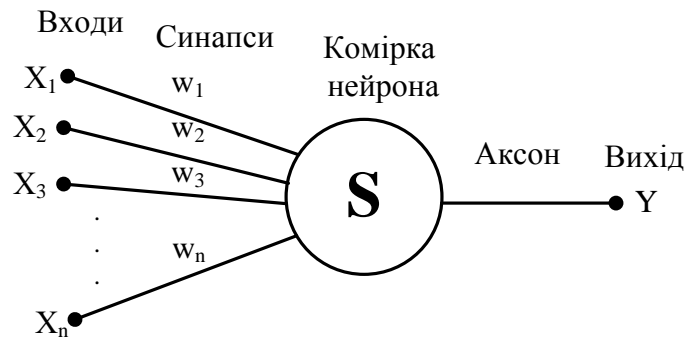 Входи
Синапси
Комірка
нейрона
X1
w1
X2
w2
X3
w3
.
.
.
wn
Xn
S
Аксон
Вихід
Y